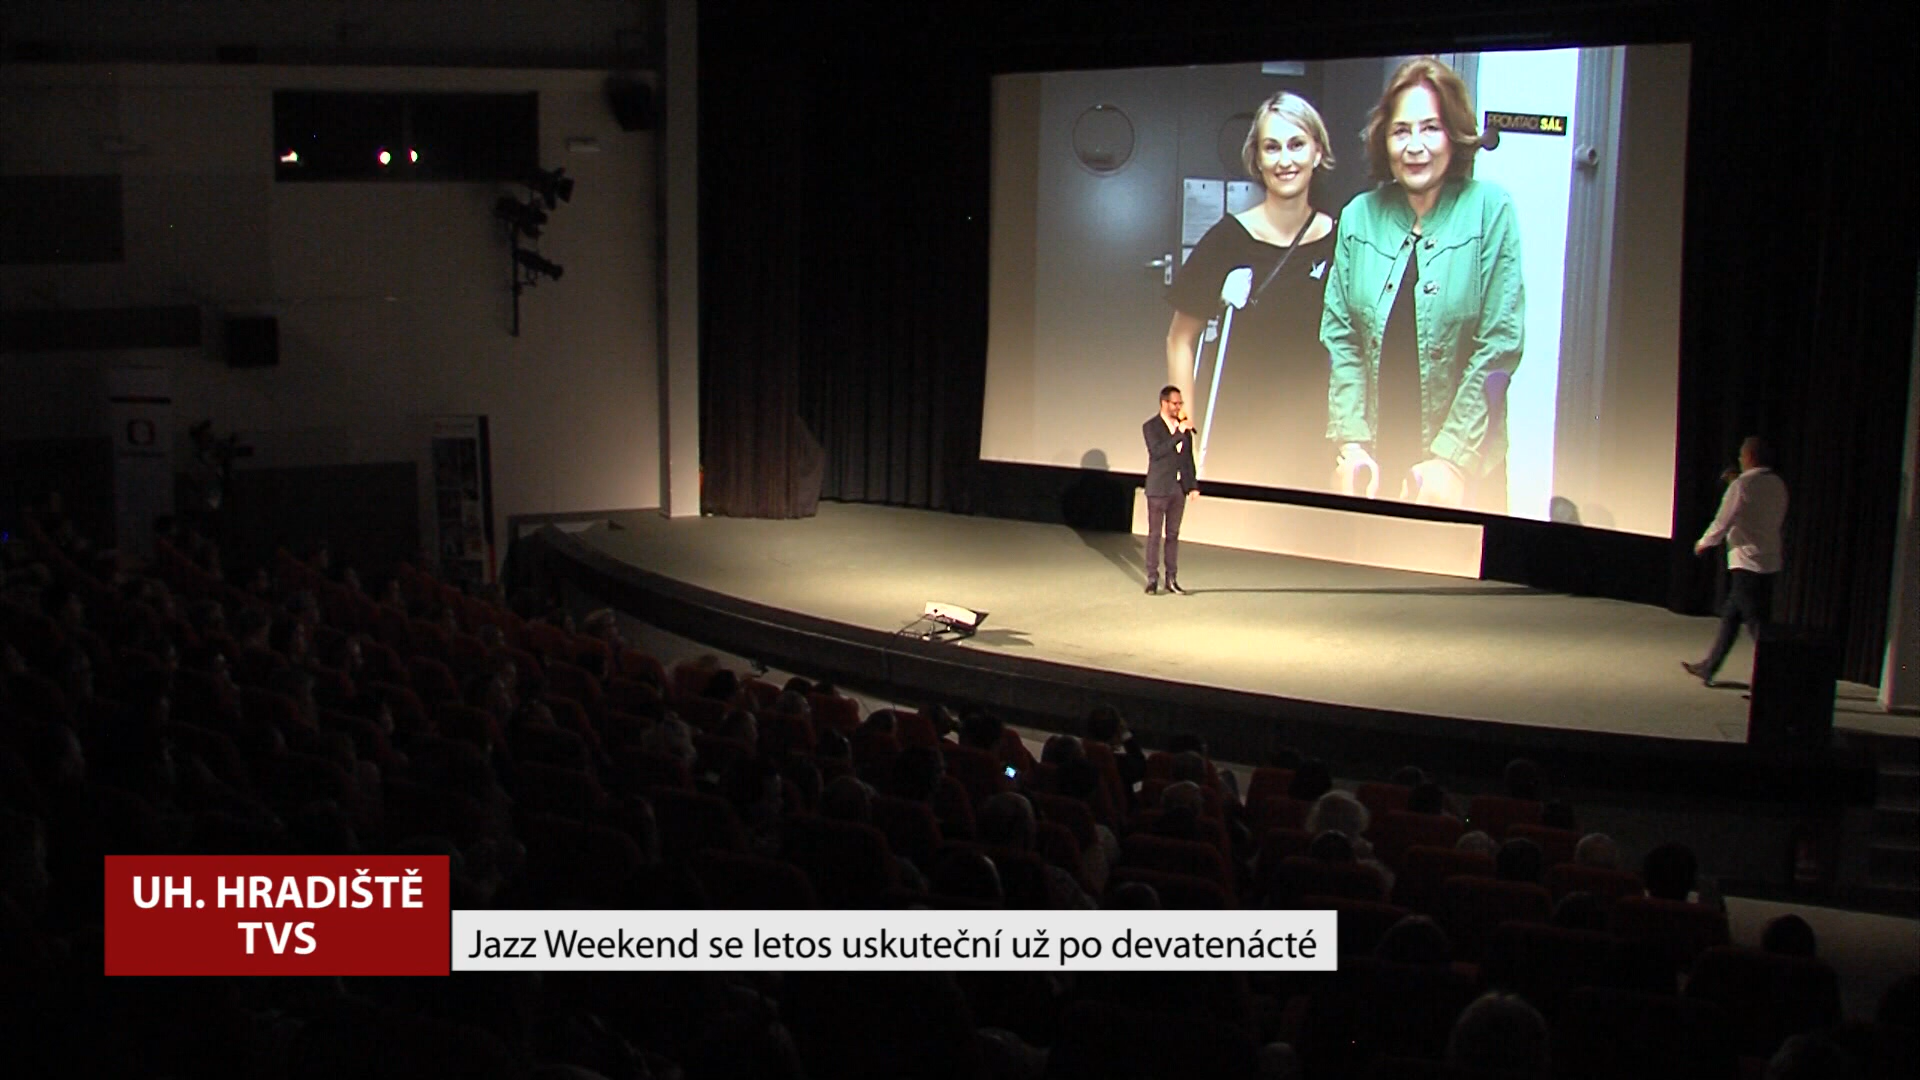 PROMÍTACÍ SÁL
UH. HRADIŠTĚ
TVS
Jazz Weekend se letos uskuteční už po devatenácté